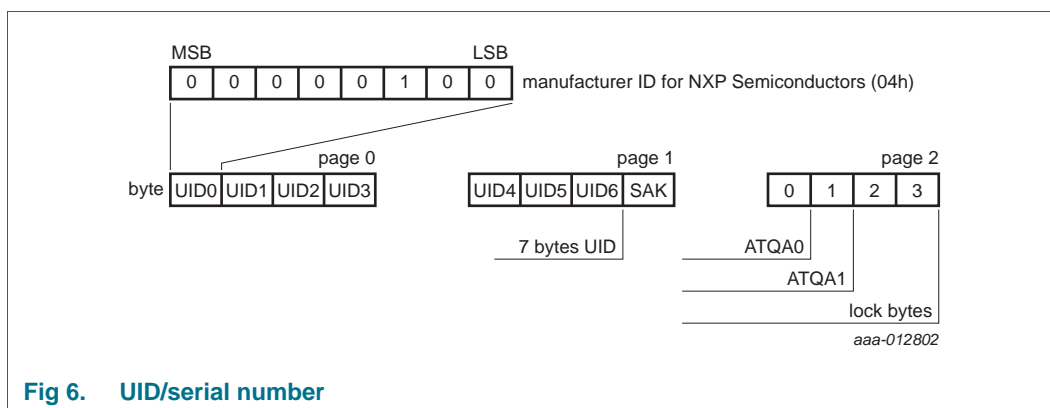 MSB LSB
0 0 0 0 0 1 0 0 manufacturer ID for NXP Semiconductors (04h)
page 0 page 1 page 2
byte UID0 UID1 UID2 UID3 UID4 UID5 UID6 SAK 0 1 2 3
7 bytes UID ATQA0
ATQA1
lock bytes
aaa-012802
Fig 6. UID/serial number